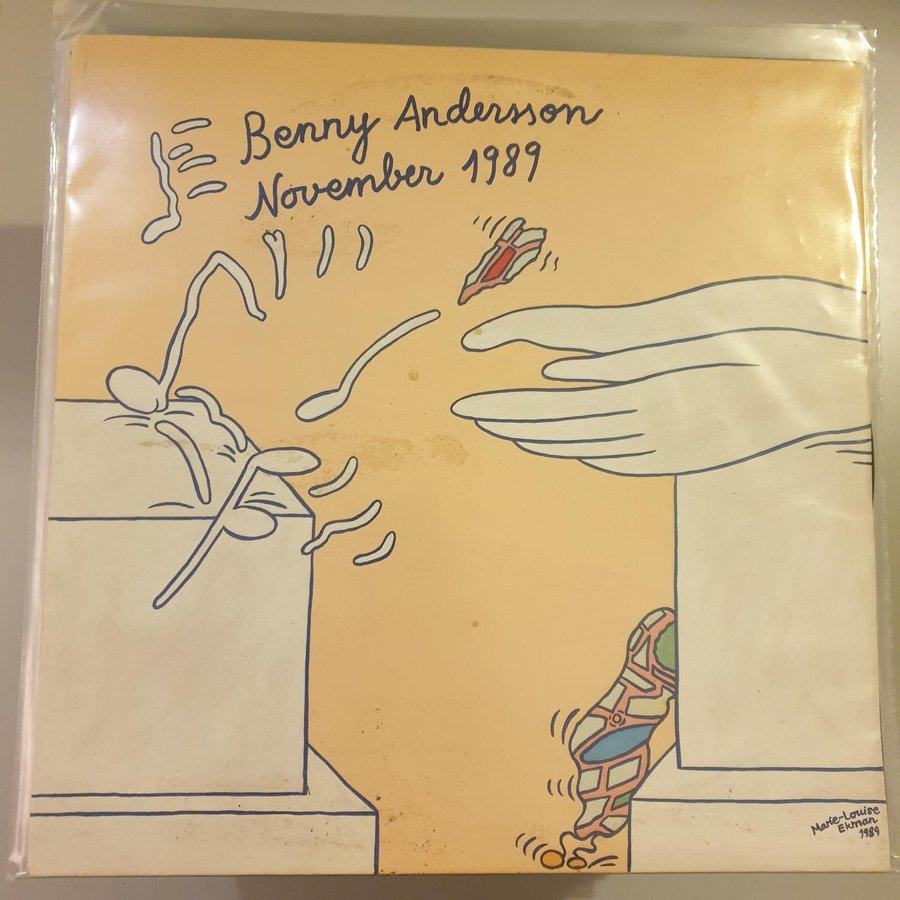 Benny Andersson
November 1989
Marie-Louise
Ekman
1989